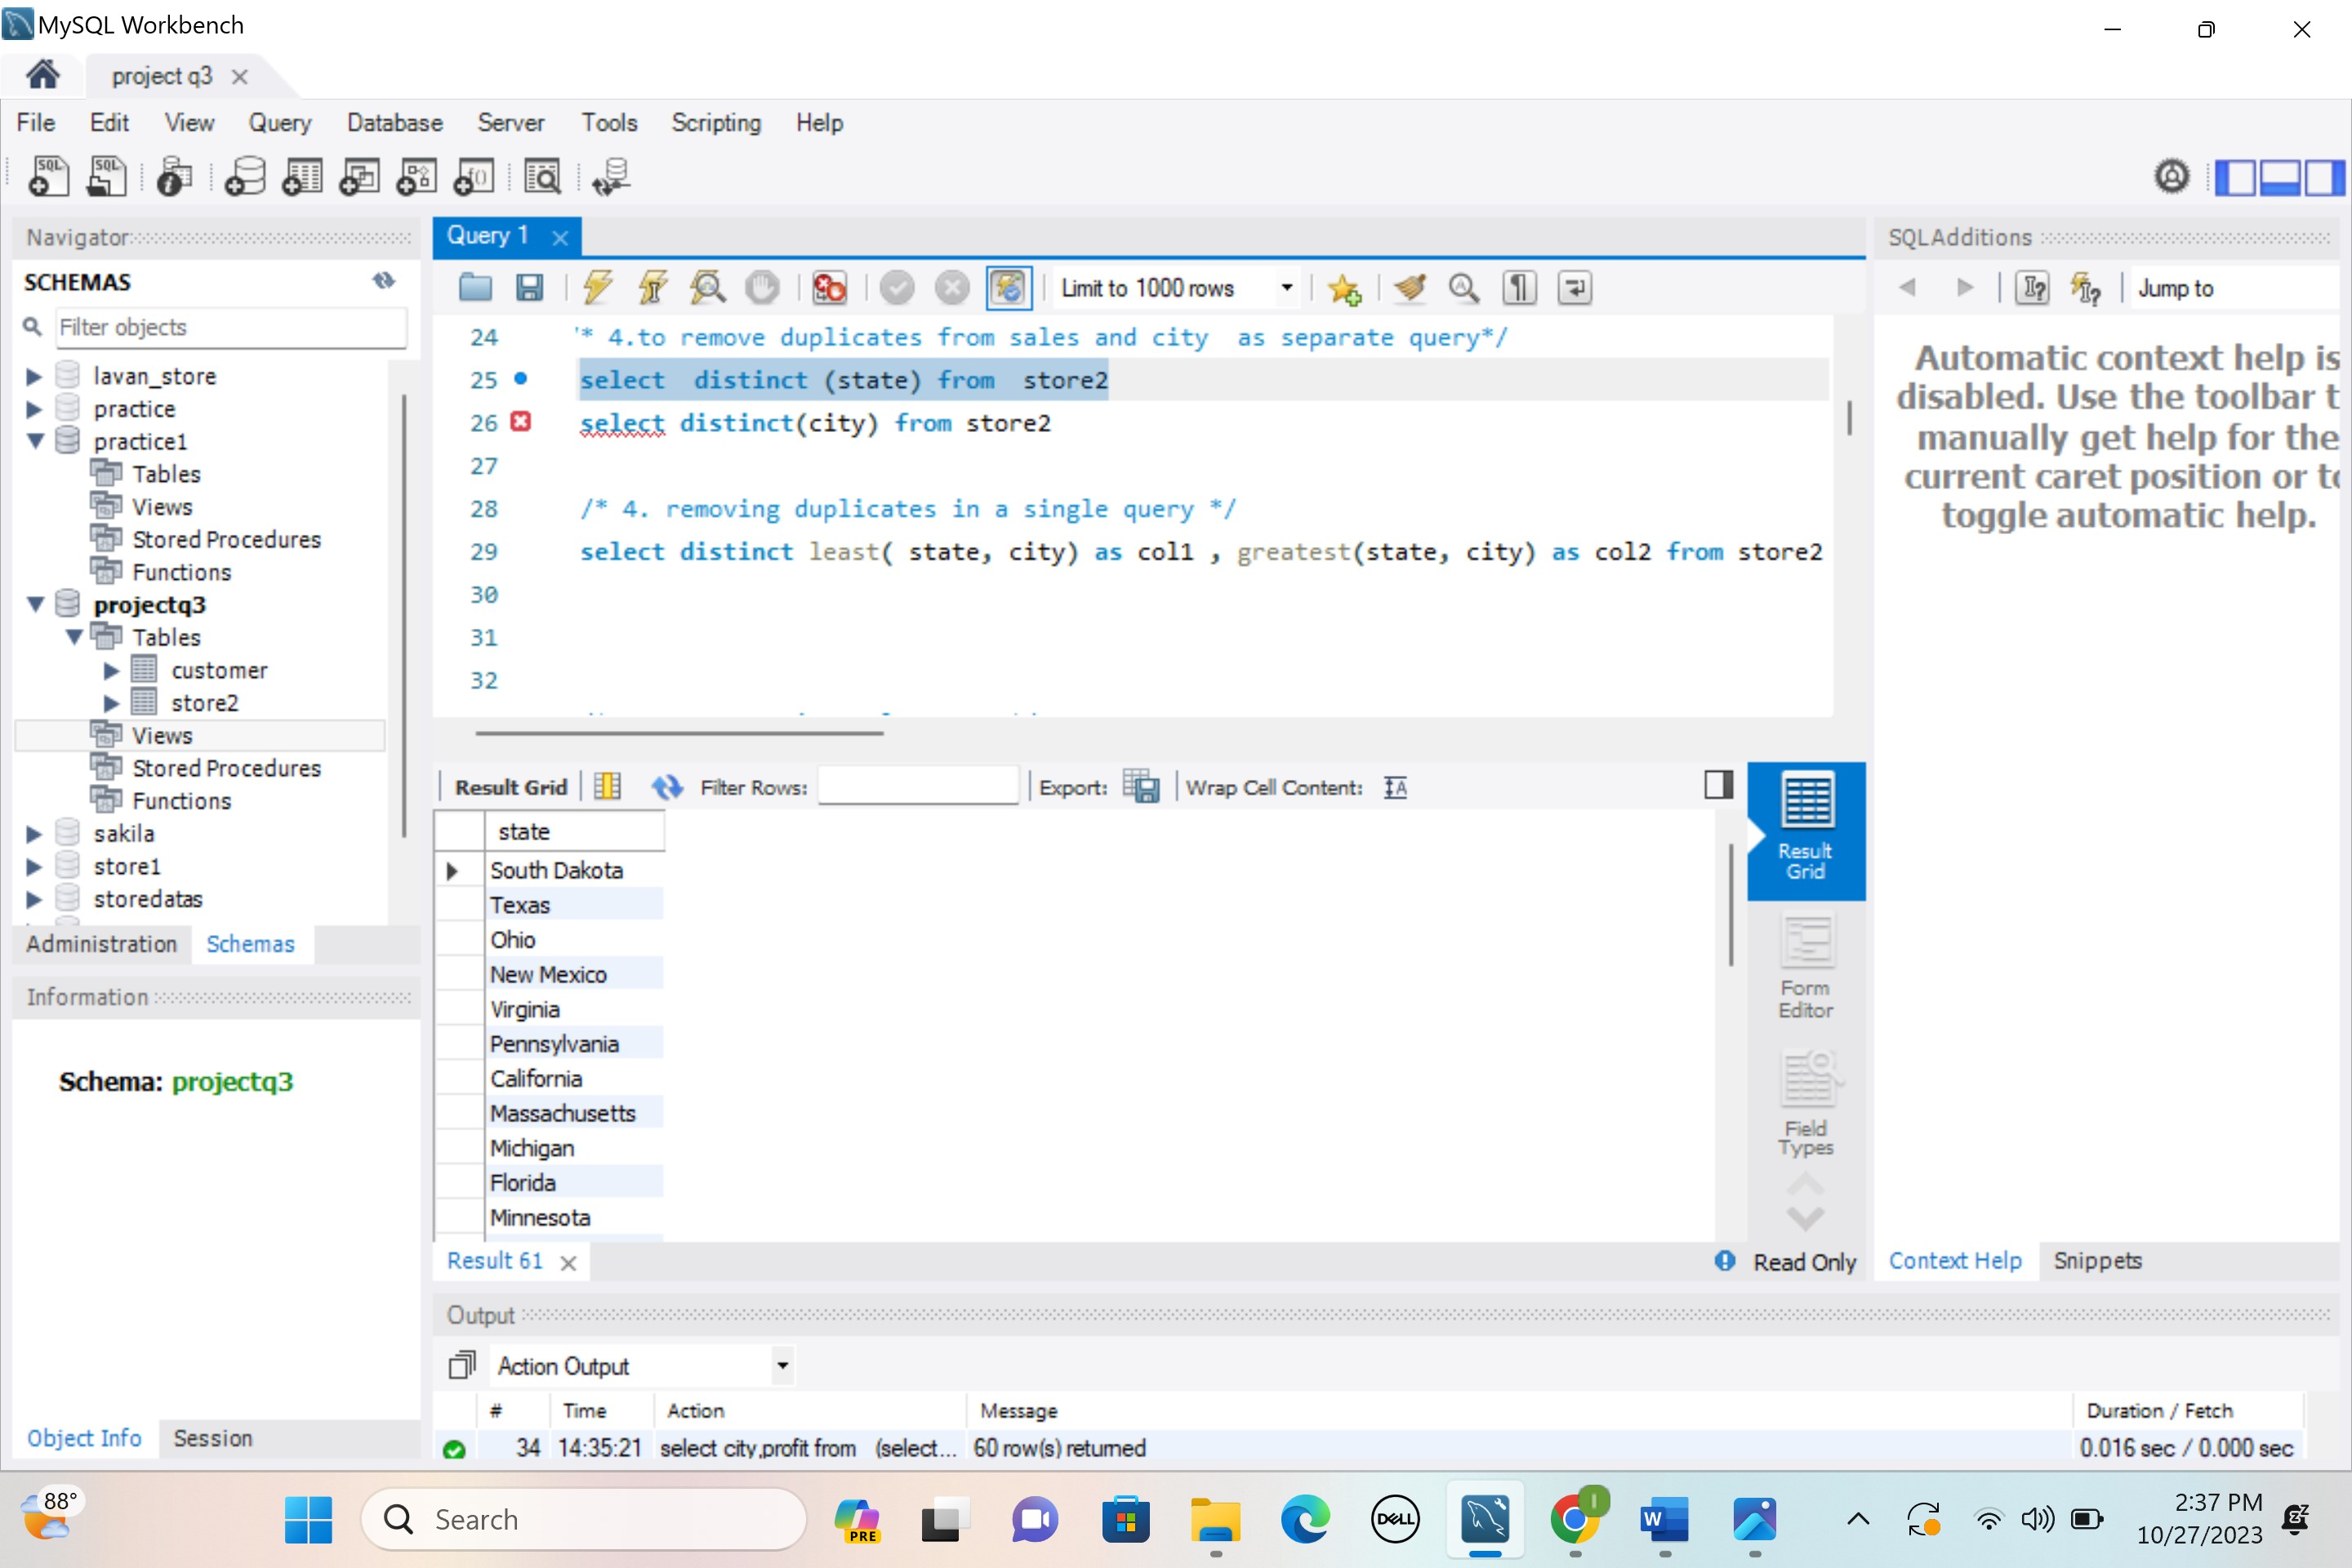 MySQL Workbench
project q3
File Edit View Query Database Server Tools Scripting Help
Navigator
SCHEMAS
Filter objects
lavan_store
practice
practice1
Tables
Views
Stored Procedures
Functions
projectq3
Tables
customer
store2
Views
Stored Procedures
Functions
sakila
store1
storedatas
Administration Schemas
Information
Schema: projectq3
Object Info Session
Query 1
Limit to 1000 rows
24 '* 4.to remove duplicates from sales and city  as separate query*/
25 select  distinct (state) from  store2
26 select distinct(city) from store2
27
28 /* 4. removing duplicates in a single query */
29 select distinct least( state, city) as col1 , greatest(state, city) as col2 from store2
30
31
32
Result Grid Filter Rows: Export: Wrap Cell Content:
state
South Dakota
Texas
Ohio
New Mexico
Virginia
Pennsylvania
California
Massachusetts
Michigan
Florida
Minnesota
Result Grid
Form Editor
Field Types
Result 61
Read Only
SQLAdditions
Jump to
Automatic context help is
disabled. Use the toolbar t
manually get help for the
current caret position or to
toggle automatic help.
Context Help Snippets
Output
Action Output
# Time Action Message Duration / Fetch
34 14:35:21 select city,profit from (select... 60 row(s) returned 0.016 sec / 0.000 sec
88°
Search
PRE
DELL
2:37 PM
10/27/2023